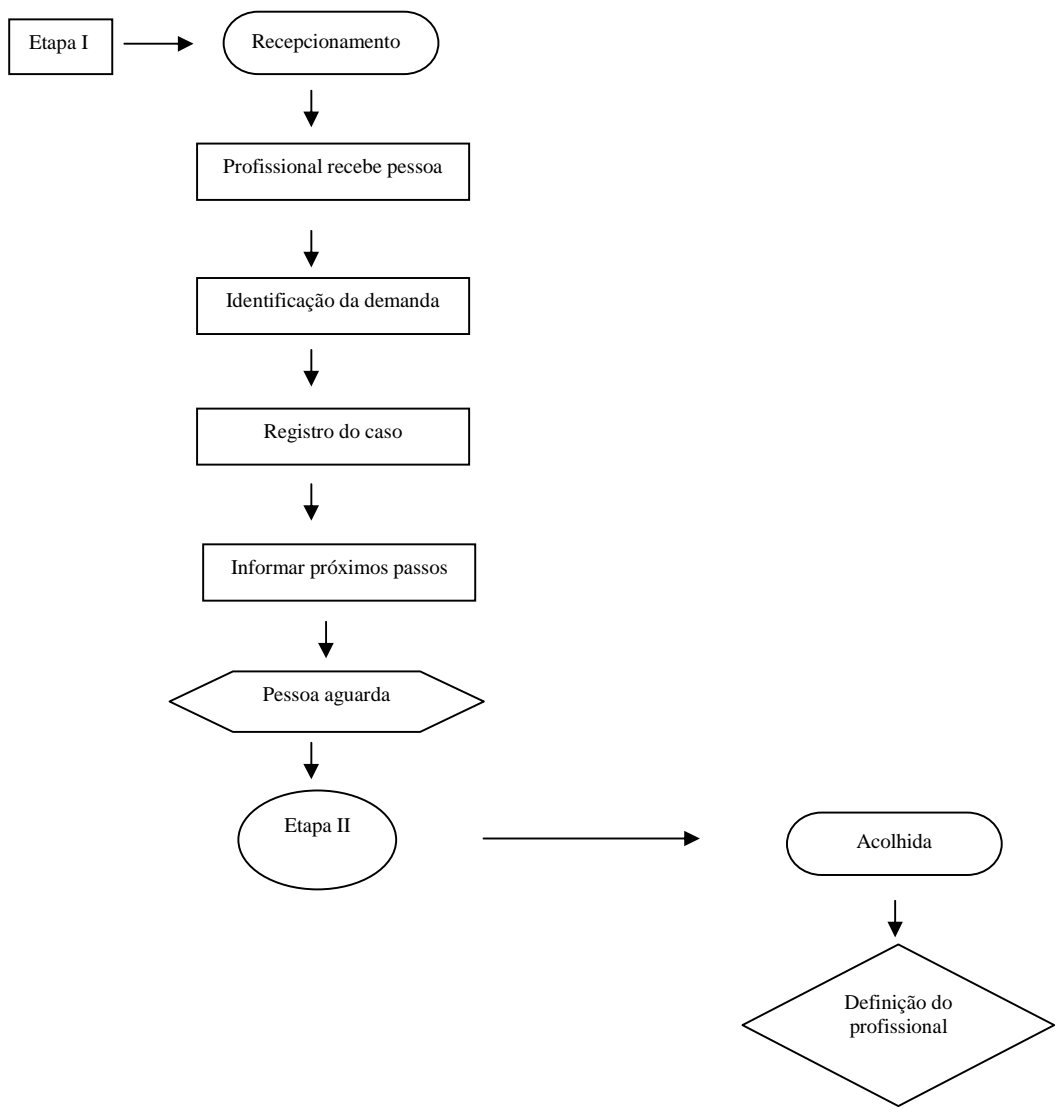 Etapa I
Recepcionamento
Profissional recebe pessoa
Identificação da demanda
Registro do caso
Informar próximos passos
Pessoa aguarda
Etapa II
Acolhida
Definição do
profissional